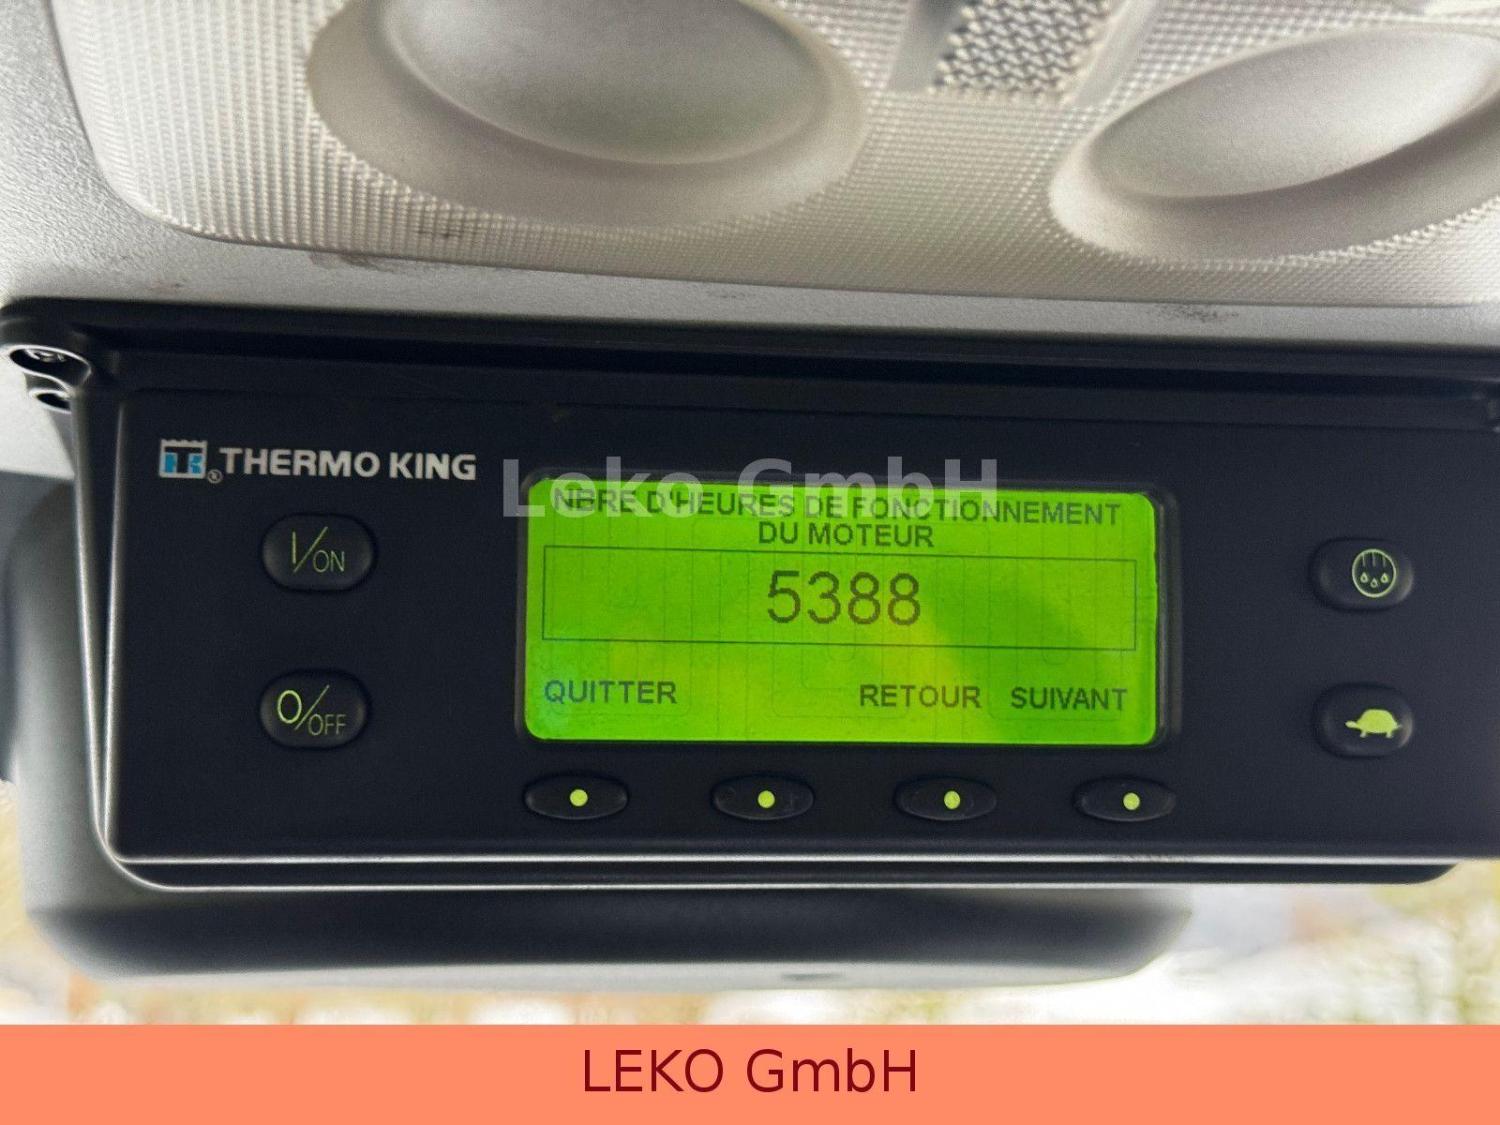 THERMO KING
Leko GmbH
NBRE D'HEURES DE FONCTIONNEMENT
DU MOTEUR
5388
QUITTER RETOUR SUIVANT
I/ON
O/OFF
LEKO GmbH